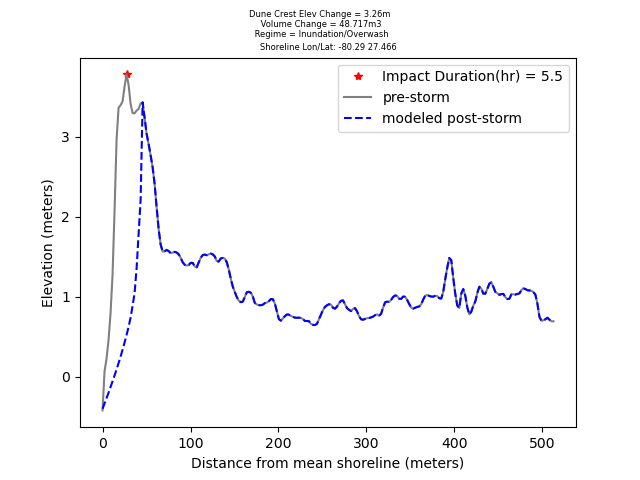 Dune Crest Elev Change = 3.26m
Volume Change = 48.717m3
Regime = Inundation/Overwash
Shoreline Lon/Lat: -80.29 27.466
Impact Duration(hr) = 5.5
pre-storm
modeled post-storm
3
2
1
0
Elevation (meters)
0 100 200 300 400 500
Distance from mean shoreline (meters)